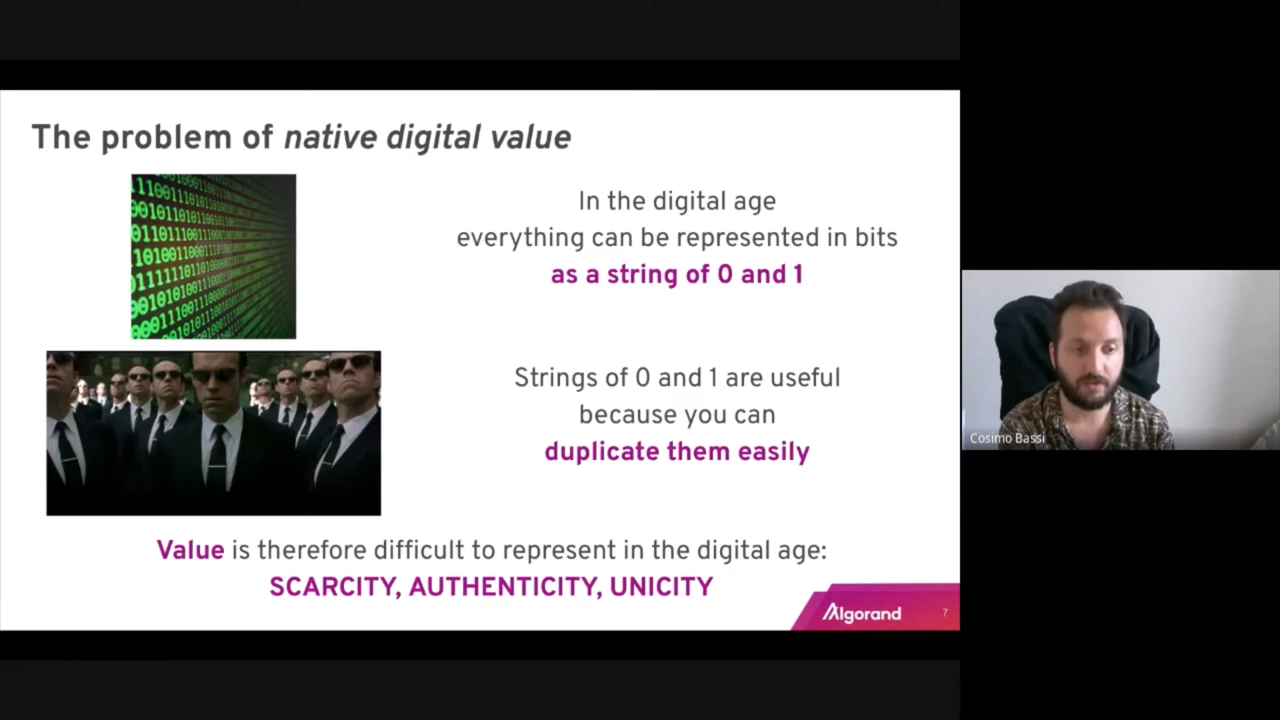 The problem of native digital value
In the digital age
everything can be represented in bits
as a string of 0 and 1
Strings of 0 and 1 are useful
because you can
duplicate them easily
Value is therefore difficult to represent in the digital age:
SCARCITY, AUTHENTICITY, UNICITY
Algorand
7
Cosimo Bassi